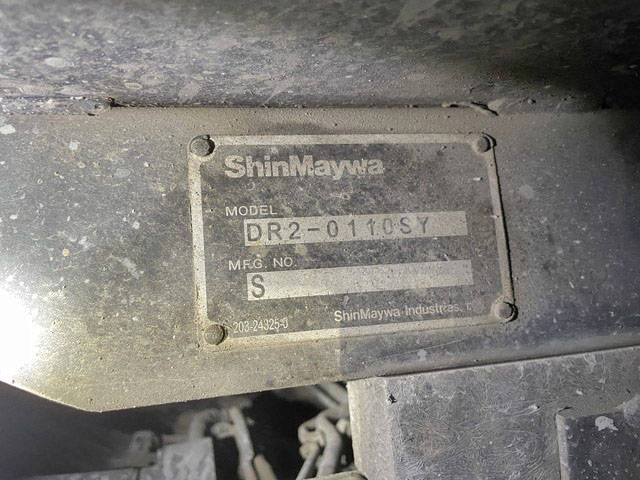 ShinMaywa
MODEL
DR2-0110SY
MFG. NO.
S
203-24325-0
ShinMaywa Industries,